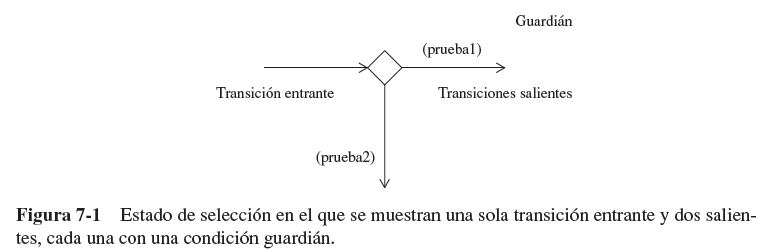 Guardián
(prueba1)
Transición entrante
Transiciones salientes
(prueba2)
Figura 7-1 Estado de selección en el que se muestran una sola transición entrante y dos salien-
tes, cada una con una condición guardián.